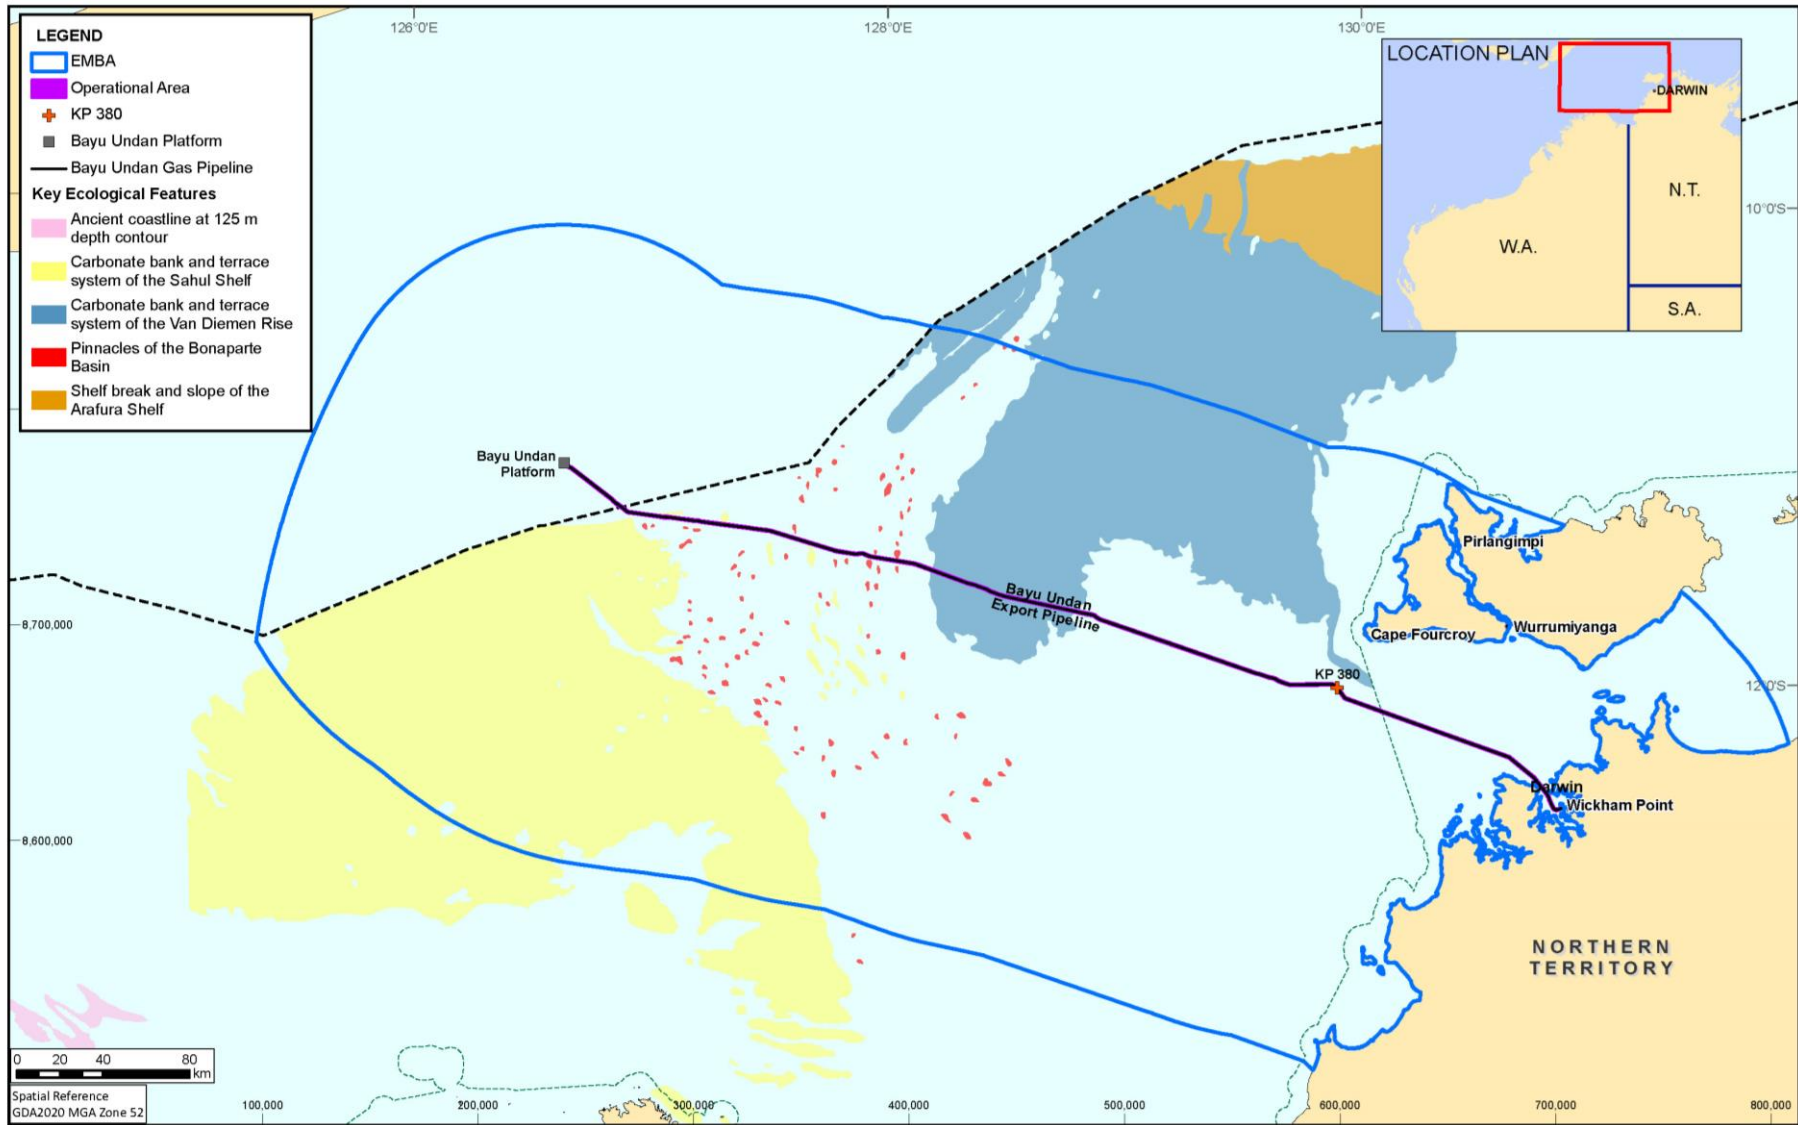 LEGEND
EMBA
Operational Area
KP 380
Bayu Undan Platform
Bayu Undan Gas Pipeline
Key Ecological Features
Ancient coastline at 125 m
depth contour
Carbonate bank and terrace
system of the Sahul Shelf
Carbonate bank and terrace
system of the Van Diemen Rise
Pinnacles of the Bonaparte
Basin
Shelf break and slope of the
Arafura Shelf
126°0'E
128°0'E
130°0'E
LOCATION PLAN
DARWIN
N.T.
W.A.
S.A.
10°0'S
Bayu Undan
Platform
Pirlangimpi
Bayu Undan
Export Pipeline
8,700,000
Cape Fourcroy
Wurrumiyanga
KP 380
12°0'S
Darwin
Wickham Point
8,600,000
NORTHERN
TERRITORY
0 20 40 80
km
Spatial Reference
GDA2020 MGA Zone 52
100,000
200,000
300,000
400,000
500,000
600,000
700,000
800,000